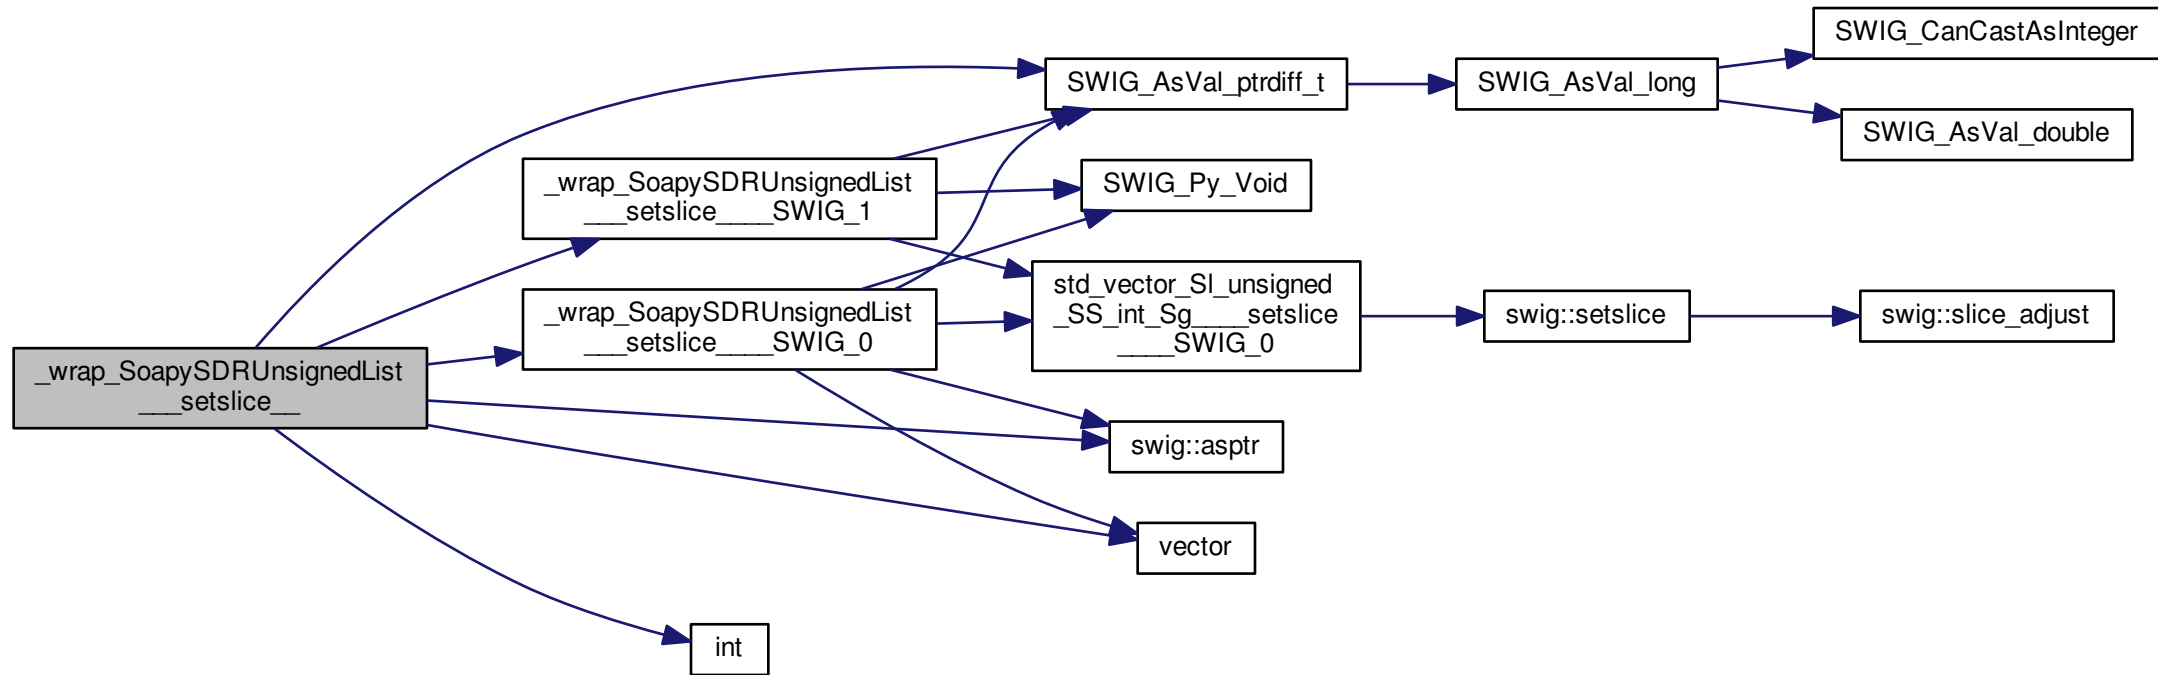 _wrap_SoapySDRUnsignedList
___setslice__
_wrap_SoapySDRUnsignedList
___setslice____SWIG_1
_wrap_SoapySDRUnsignedList
___setslice____SWIG_0
int
SWIG_AsVal_ptrdiff_t
SWIG_Py_Void
std_vector_Sl_unsigned
_SS_int_Sg____setslice
____SWIG_0
swig::asptr
vector
SWIG_AsVal_long
swig::setslice
SWIG_CanCastAsInteger
SWIG_AsVal_double
swig::slice_adjust